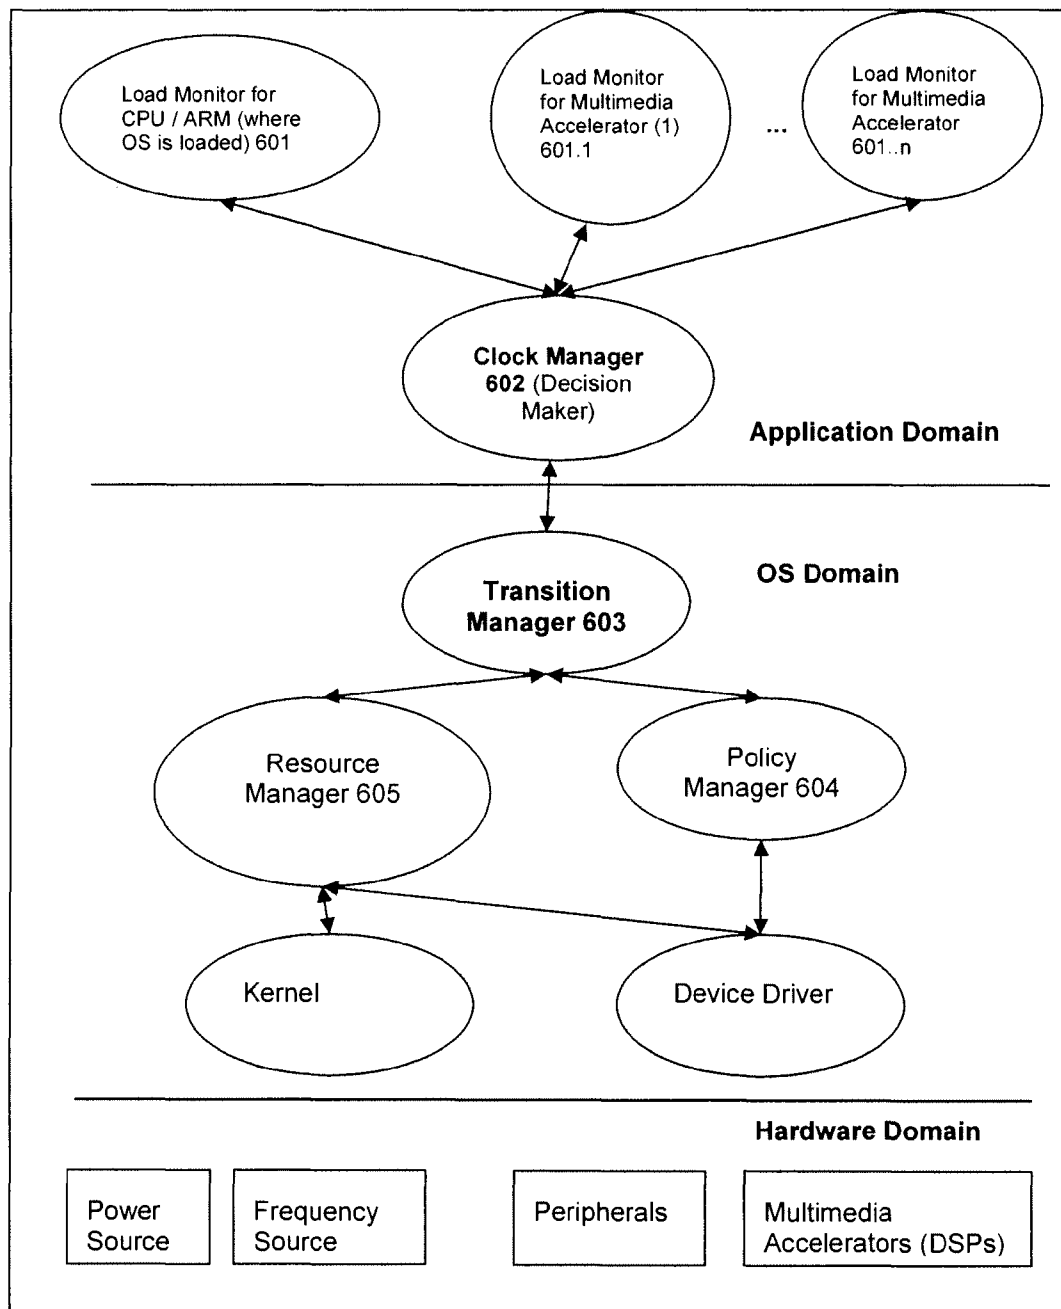 Load Monitor for
CPU / ARM (where
OS is loaded) 601
Load Monitor
for Multimedia
Accelerator (1)
601.1
...
Load Monitor
for Multimedia
Accelerator
601..n
Clock Manager
602 (Decision
Maker)
Application Domain
OS Domain
Transition
Manager 603
Resource
Manager 605
Policy
Manager 604
Kernel
Device Driver
Hardware Domain
Power
Source
Frequency
Source
Peripherals
Multimedia
Accelerators (DSPs)